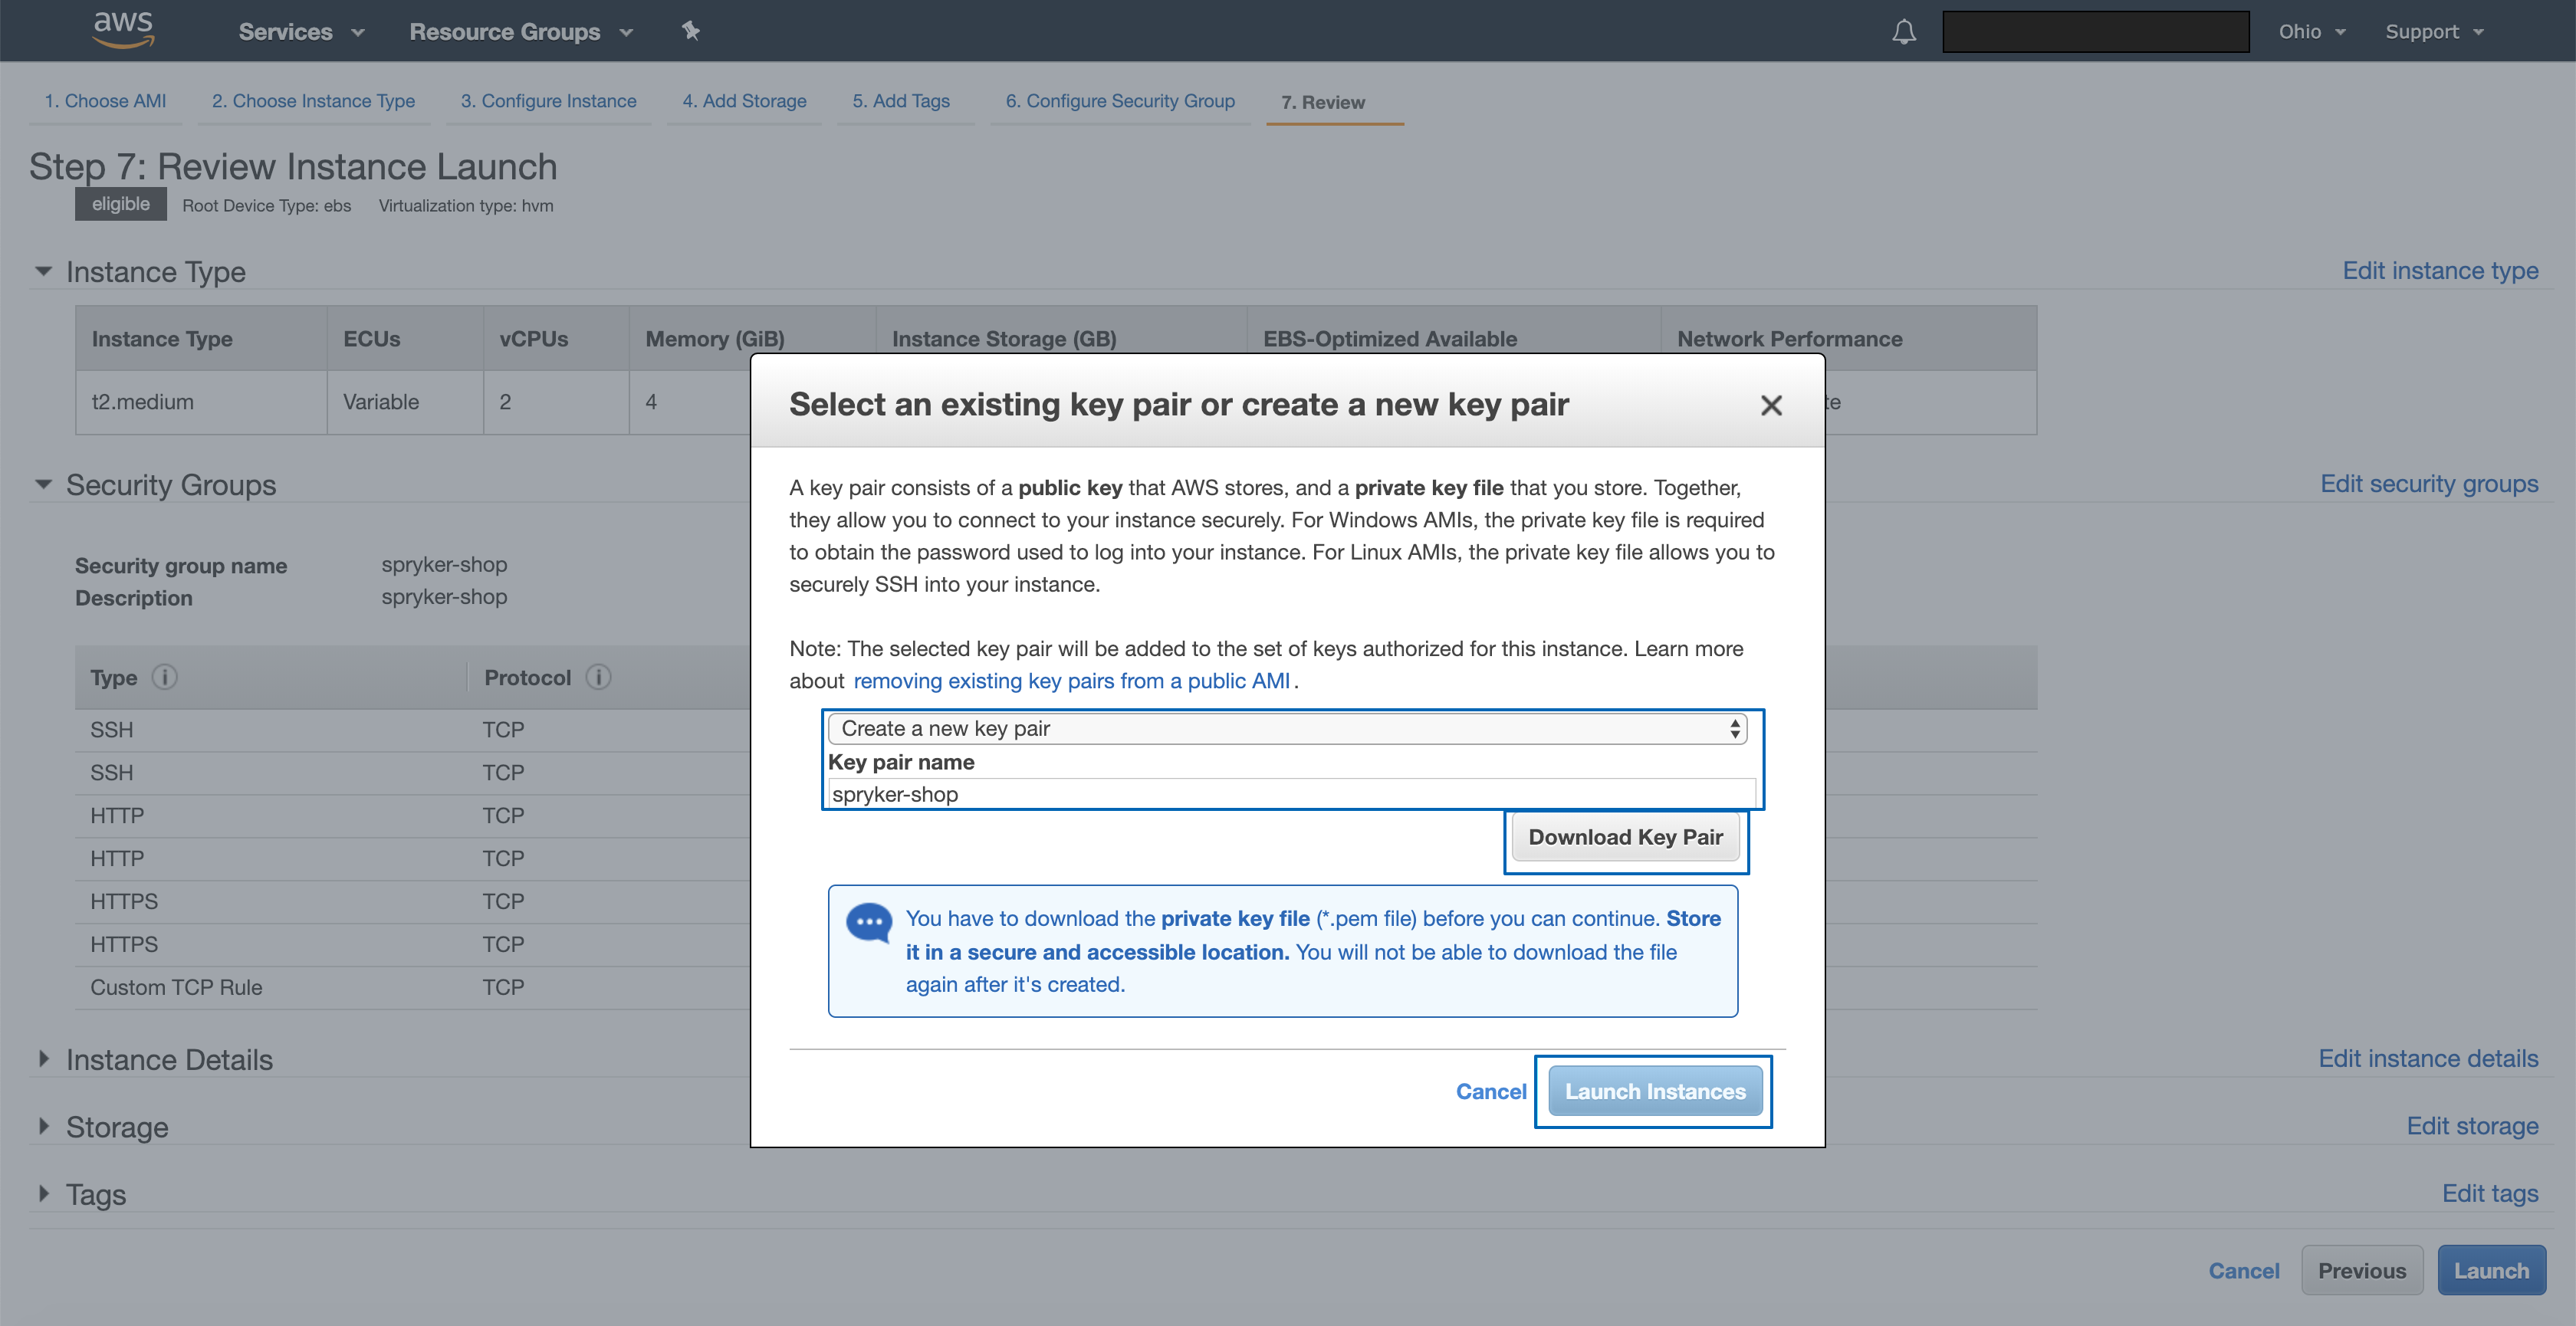 aws Services Resource Groups Ohio Support
1. Choose AMI 2. Choose Instance Type 3. Configure Instance 4. Add Storage 5. Add Tags 6. Configure Security Group 7. Review
Step 7: Review Instance Launch
eligible Root Device Type: ebs Virtualization type: hvm
Instance Type Edit instance type
Instance Type ECUs vCPUs Memory (GiB) Instance Storage (GB) EBS-Optimized Available Network Performance
t2.medium Variable 2 4 te
Security Groups Edit security groups
Security group name spryker-shop
Description spryker-shop
Type Protocol
SSH TCP
SSH TCP
HTTP TCP
HTTP TCP
HTTPS TCP
HTTPS TCP
Custom TCP Rule TCP
Instance Details Edit instance details
Storage Edit storage
Tags Edit tags
Cancel Previous Launch
Select an existing key pair or create a new key pair
A key pair consists of a public key that AWS stores, and a private key file that you store. Together,
they allow you to connect to your instance securely. For Windows AMIs, the private key file is required
to obtain the password used to log into your instance. For Linux AMIs, the private key file allows you to
securely SSH into your instance.
Note: The selected key pair will be added to the set of keys authorized for this instance. Learn more
about removing existing key pairs from a public AMI .
Create a new key pair
Key pair name
spryker-shop
Download Key Pair
You have to download the private key file (*.pem file) before you can continue. Store
it in a secure and accessible location. You will not be able to download the file
again after it's created.
Cancel Launch Instances